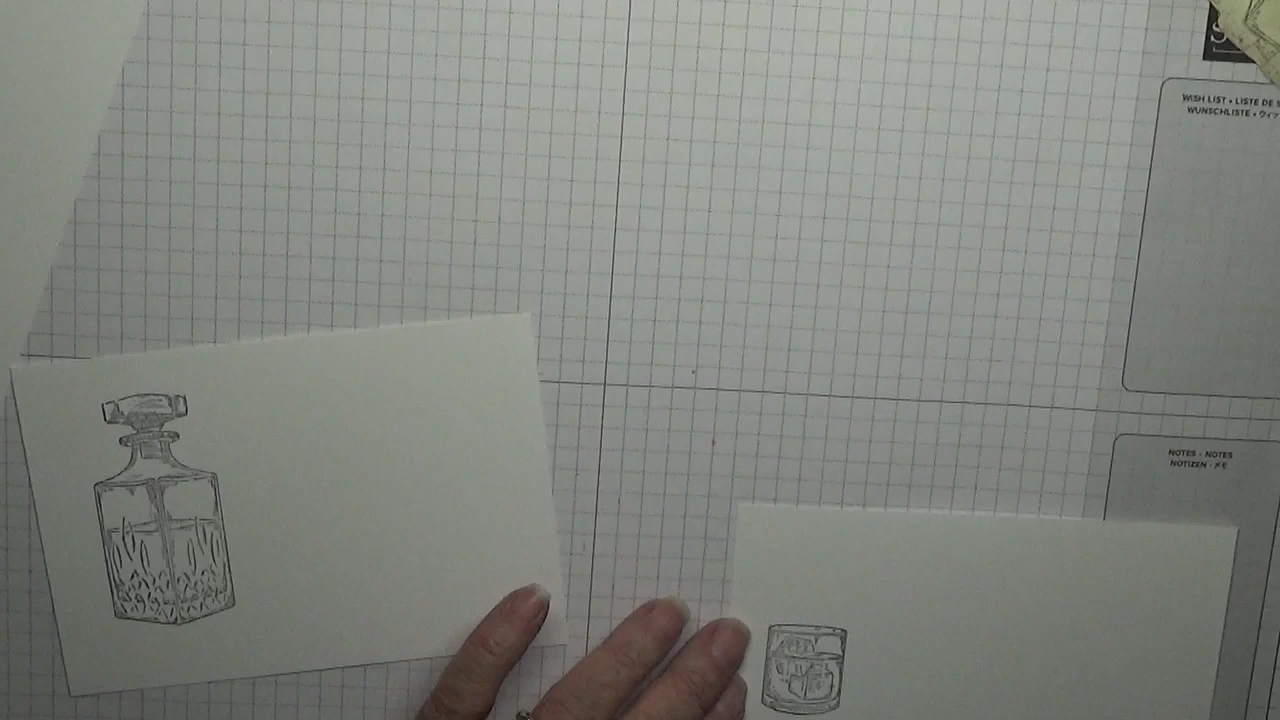 WISH LIST • LISTE DE
WUNSCHLISTE •
NOTES • NOTES
NOTIZEN • メモ